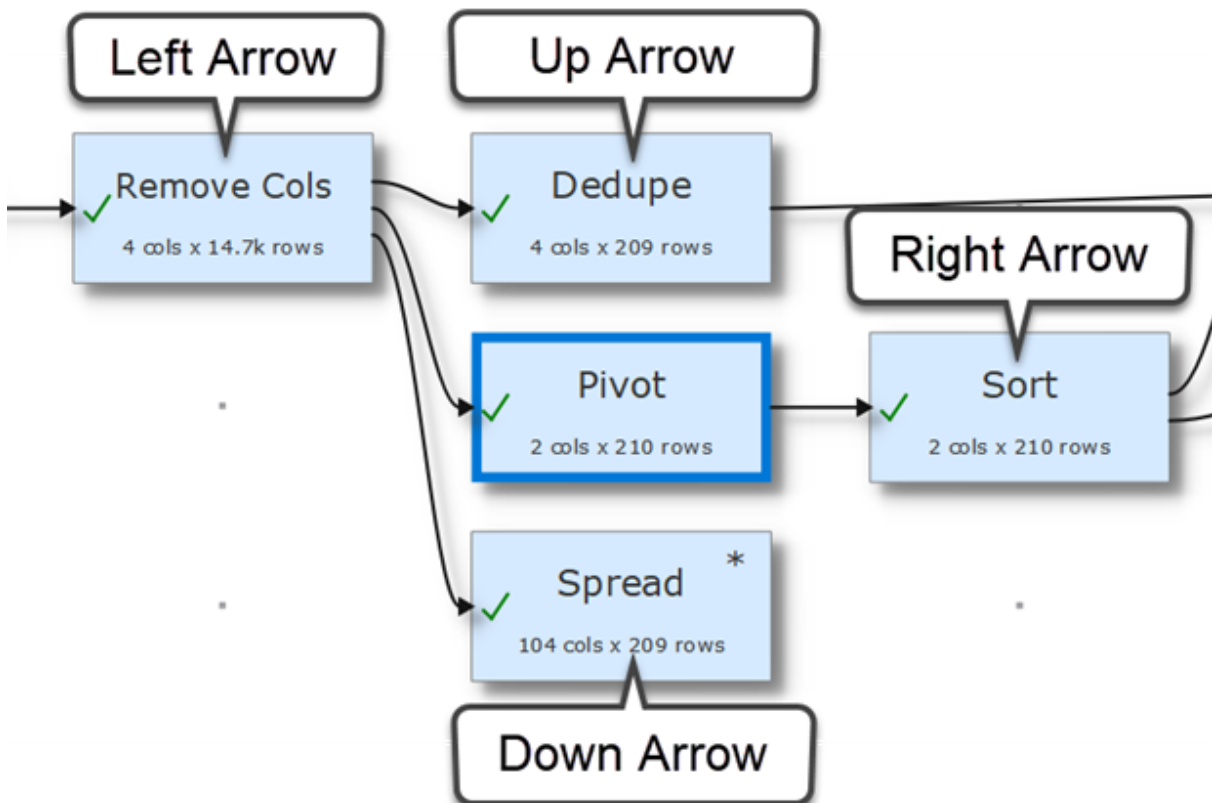 Left Arrow
Up Arrow
Remove Cols
4 cols x 14.7k rows
Dedupe
4 cols x 209 rows
Right Arrow
Pivot
2 cols x 210 rows
Sort
2 cols x 210 rows
*
Spread
104 cols x 209 rows
Down Arrow